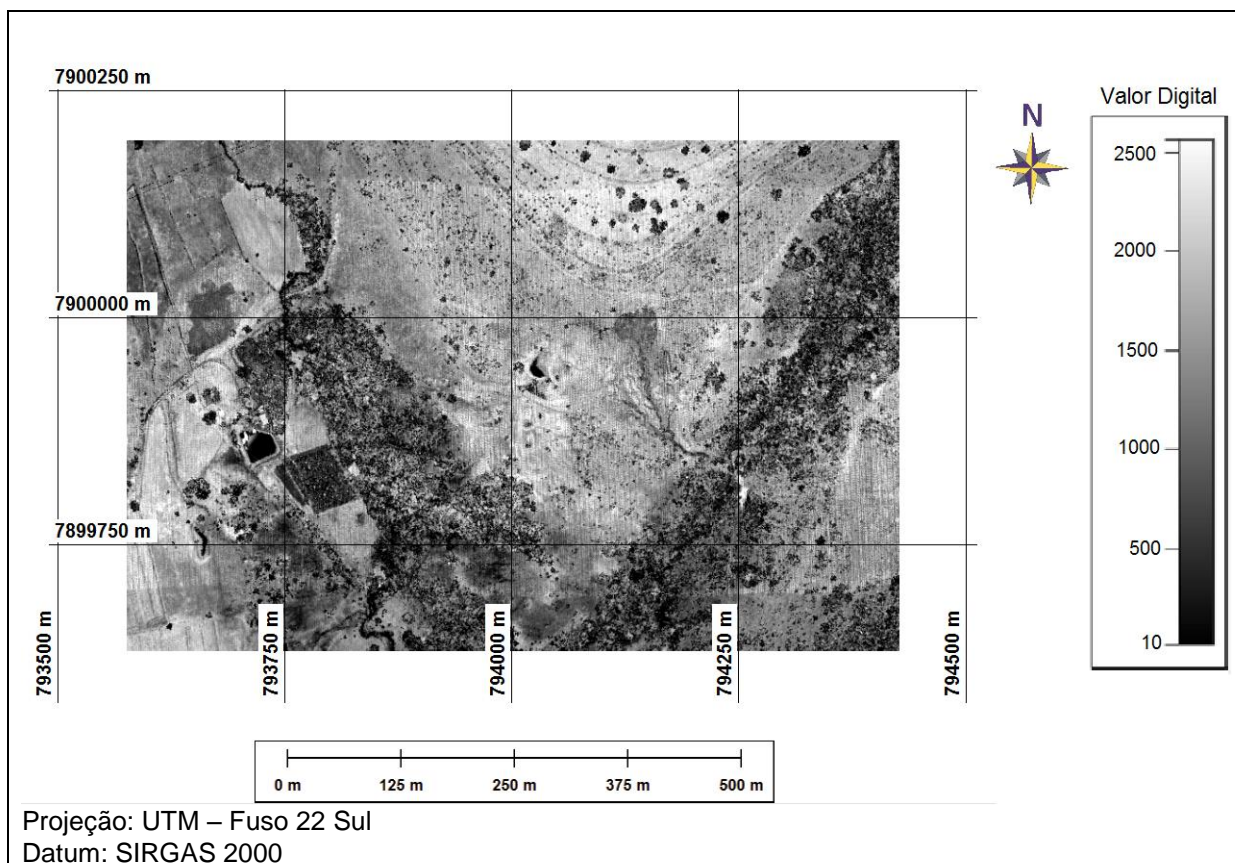 7900250 m
N
Valor Digital
2500
2000
1500
1000
500
10
7900000 m
7899750 m
793500 m
793750 m
794000 m
794250 m
794500 m
0 m 125 m 250 m 375 m 500 m
Projeção: UTM – Fuso 22 Sul
Datum: SIRGAS 2000